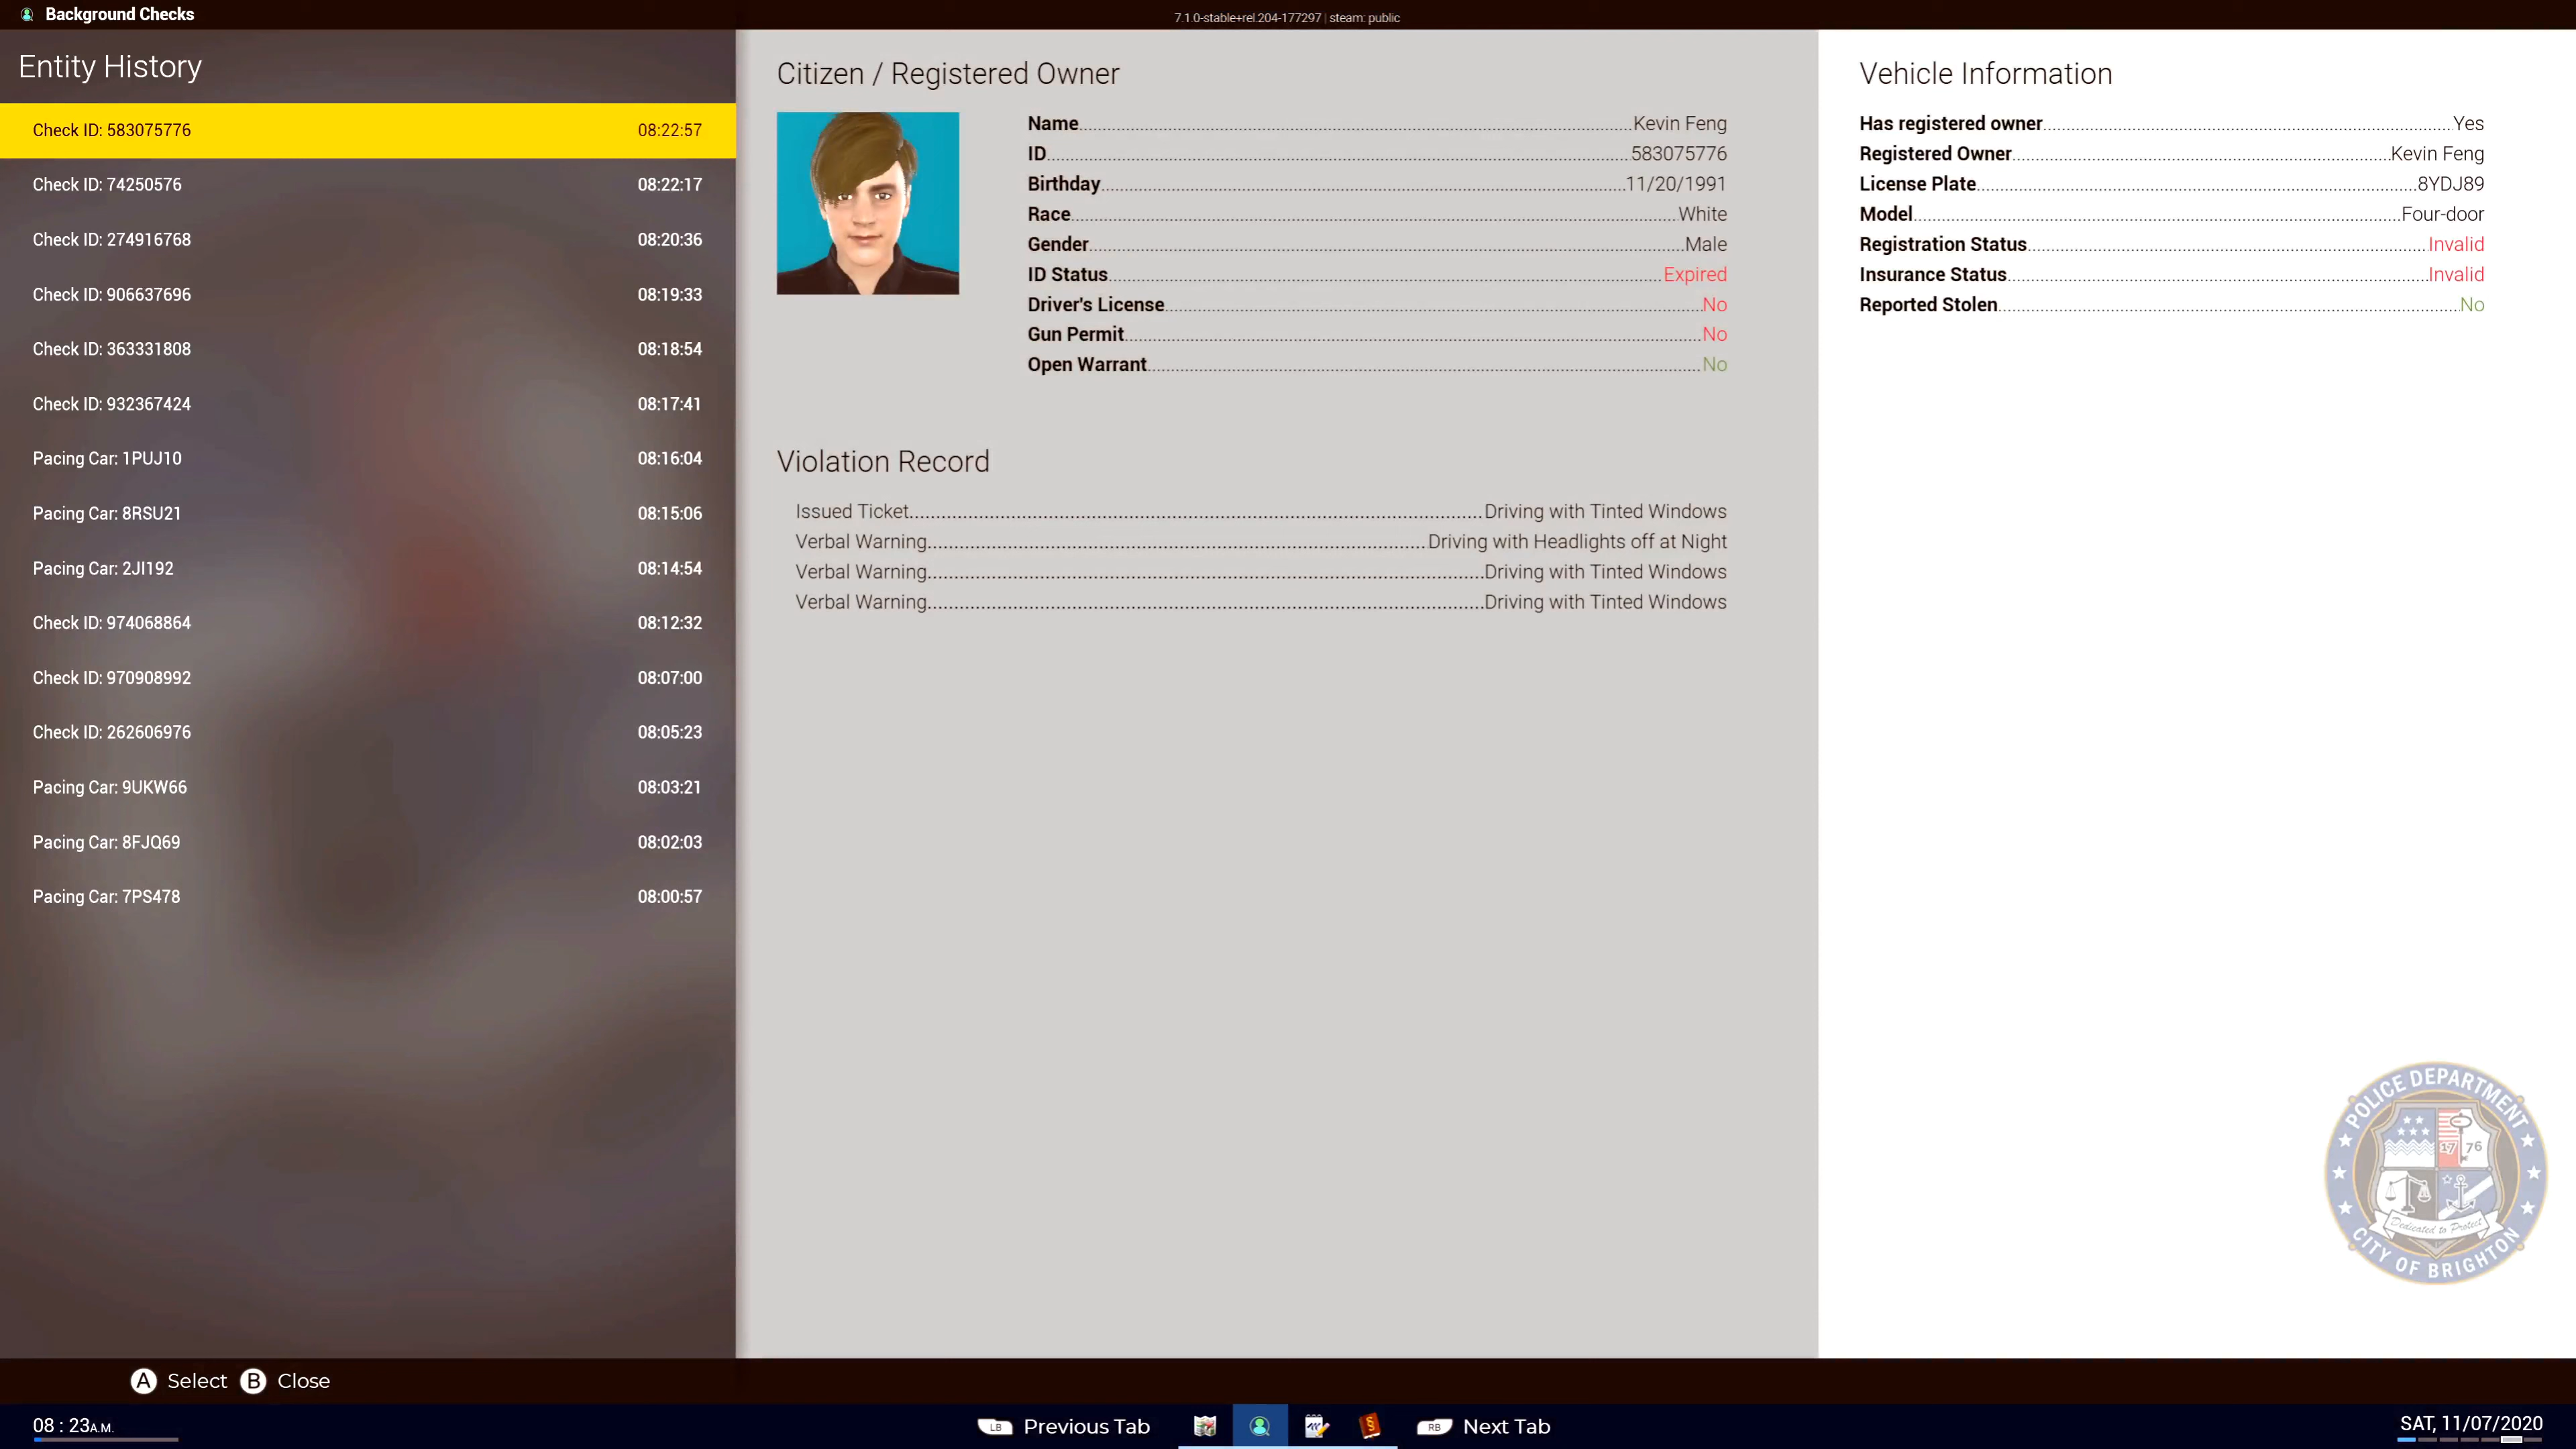 Background Checks
7.1.0-stable+rel.204-177297 | steam: public
Entity History
Check ID: 583075776 08:22:57
Check ID: 74250576 08:22:17
Check ID: 274916768 08:20:36
Check ID: 906637696 08:19:33
Check ID: 363331808 08:18:54
Check ID: 932367424 08:17:41
Pacing Car: 1PUJ10 08:16:04
Pacing Car: 8RSU21 08:15:06
Pacing Car: 2JI192 08:14:54
Check ID: 974068864 08:12:32
Check ID: 970908992 08:07:00
Check ID: 262606976 08:05:23
Pacing Car: 9UKW66 08:03:21
Pacing Car: 8FJQ69 08:02:03
Pacing Car: 7PS478 08:00:57
Citizen / Registered Owner
Name Kevin Feng
ID 583075776
Birthday 11/20/1991
Race White
Gender Male
ID Status Expired
Driver's License No
Gun Permit No
Open Warrant No
Violation Record
Issued Ticket Driving with Tinted Windows
Verbal Warning Driving with Headlights off at Night
Verbal Warning Driving with Tinted Windows
Verbal Warning Driving with Tinted Windows
Vehicle Information
Has registered owner Yes
Registered Owner Kevin Feng
License Plate 8YDJ89
Model Four-door
Registration Status Invalid
Insurance Status Invalid
Reported Stolen No
POLICE DEPARTMENT
17 76
Dedicated to Protect
CITY OF BRIGHTON
A Select B Close
08 : 23 A.M.
LB Previous Tab
§
RB Next Tab
SAT, 11/07/2020